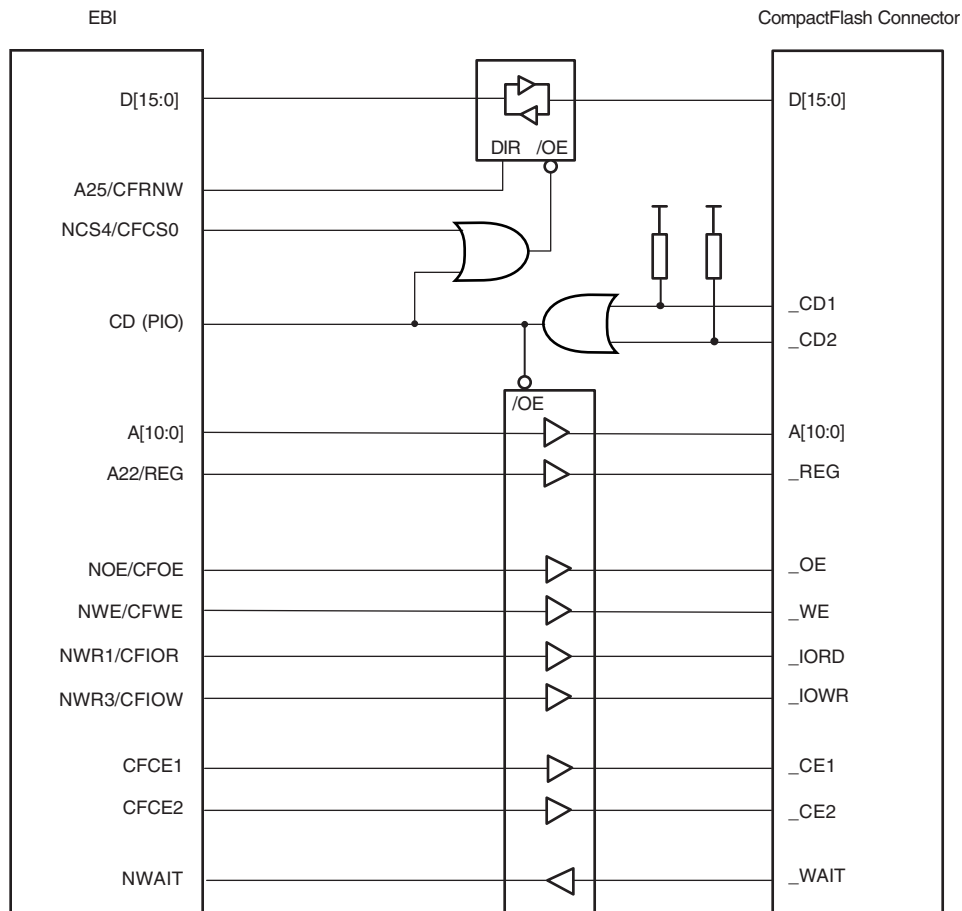 EBI CompactFlash Connector
D[15:0] D[15:0]
DIR /OE
A25/CFRNW
NCS4/CFCS0
_CD1
CD (PIO)
_CD2
/OE
A[10:0] A[10:0]
A22/REG _REG
NOE/CFOE _OE
NWE/CFWE _WE
NWR1/CFIOR _IORD
NWR3/CFIOW _IOWR
CFCE1 _CE1
CFCE2 _CE2
NWAIT _WAIT